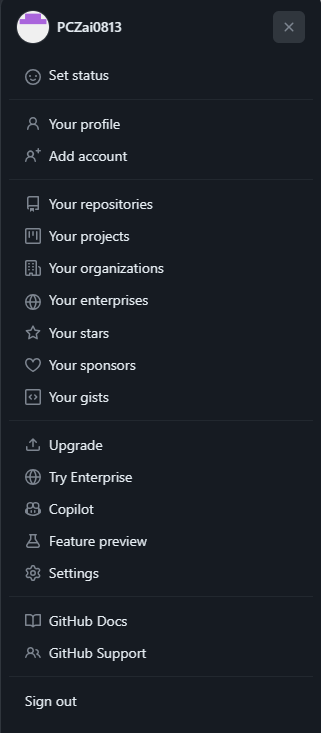 PCZai0813
Set status
Your profile
Add account
Your repositories
Your projects
Your organizations
Your enterprises
Your stars
Your sponsors
Your gists
Upgrade
Try Enterprise
Copilot
Feature preview
Settings
GitHub Docs
GitHub Support
Sign out